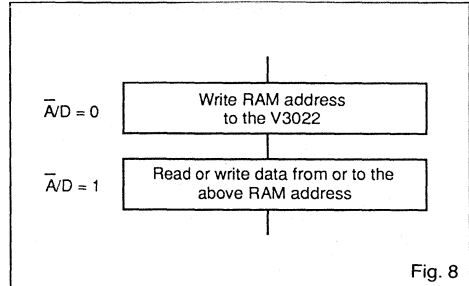 A̅/D = 0
Write RAM address
to the V3022
A̅/D = 1
Read or write data from or to the
above RAM address
Fig. 8